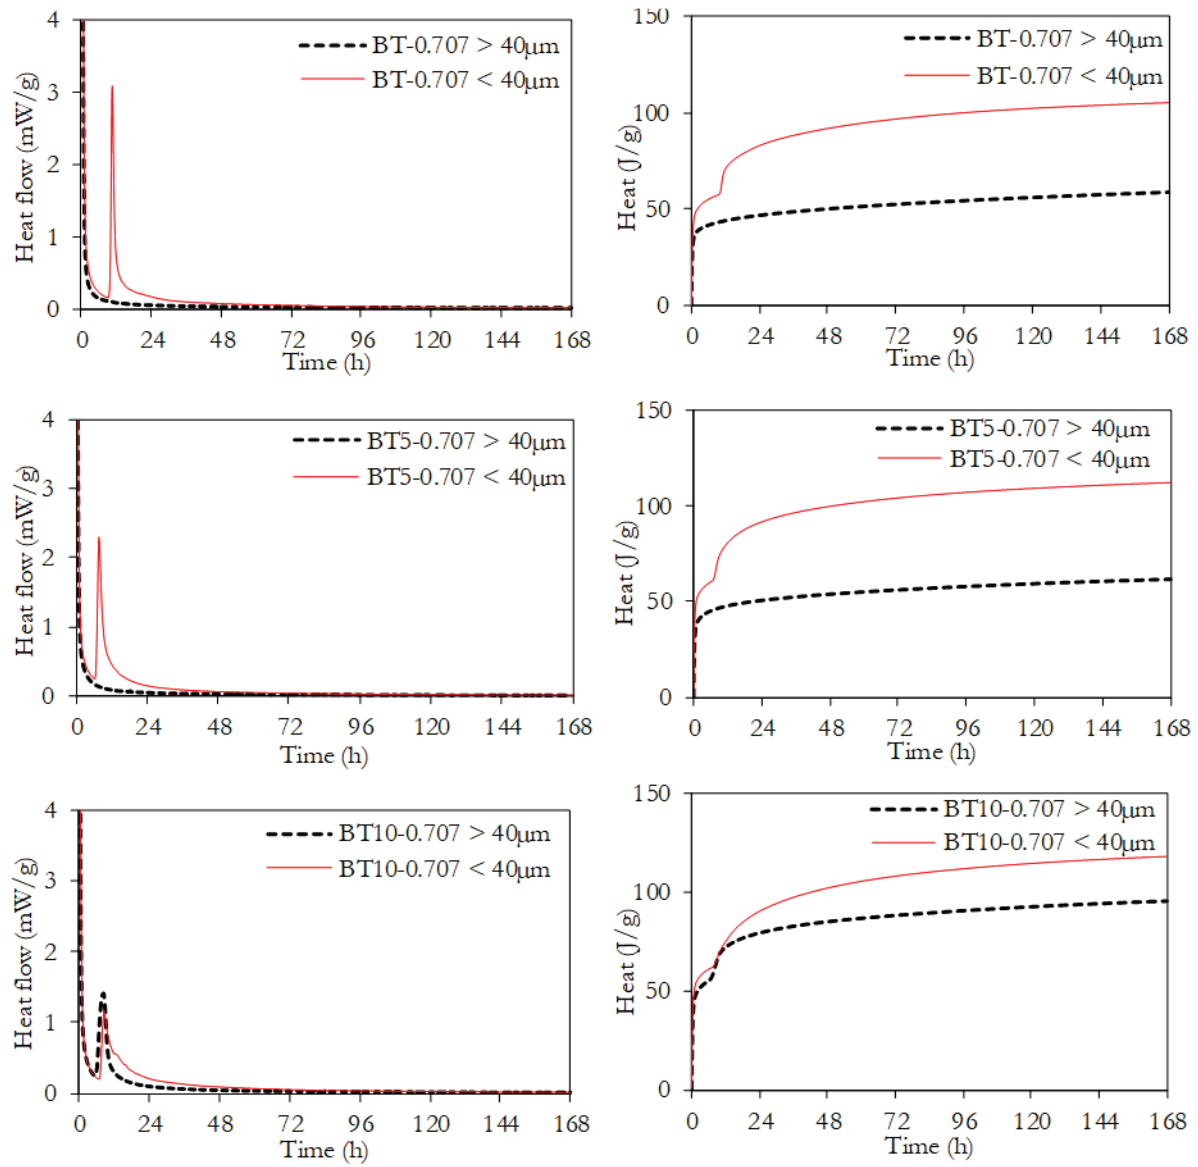 Heat flow (mW/g)
4
3
2
1
0
BT-0.707 > 40μm
BT-0.707 < 40μm
0 24 48 72 96 120 144 168
Time (h)
Heat (J/g)
150
100
50
0
BT-0.707 > 40μm
BT-0.707 < 40μm
0 24 48 72 96 120 144 168
Time (h)
Heat flow (mW/g)
4
3
2
1
0
BT5-0.707 > 40μm
BT5-0.707 < 40μm
0 24 48 72 96 120 144 168
Time (h)
Heat (J/g)
150
100
50
0
BT5-0.707 > 40μm
BT5-0.707 < 40μm
0 24 48 72 96 120 144 168
Time (h)
Heat flow (mW/g)
4
3
2
1
0
BT10-0.707 > 40μm
BT10-0.707 < 40μm
0 24 48 72 96 120 144 168
Time (h)
Heat (J/g)
150
100
50
0
BT10-0.707 > 40μm
BT10-0.707 < 40μm
0 24 48 72 96 120 144 168
Time (h)